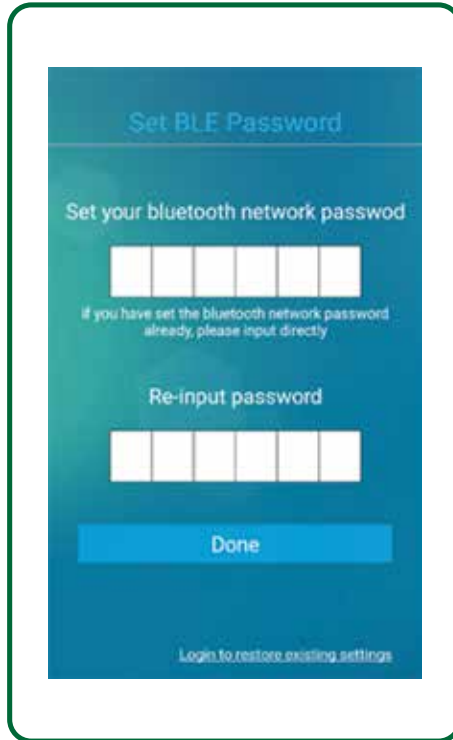 Set BLE Password
Set your bluetooth network passwod
if you have set the bluetooth network password
already, please input directly
Re-input password
Done
Login to restore existing settings